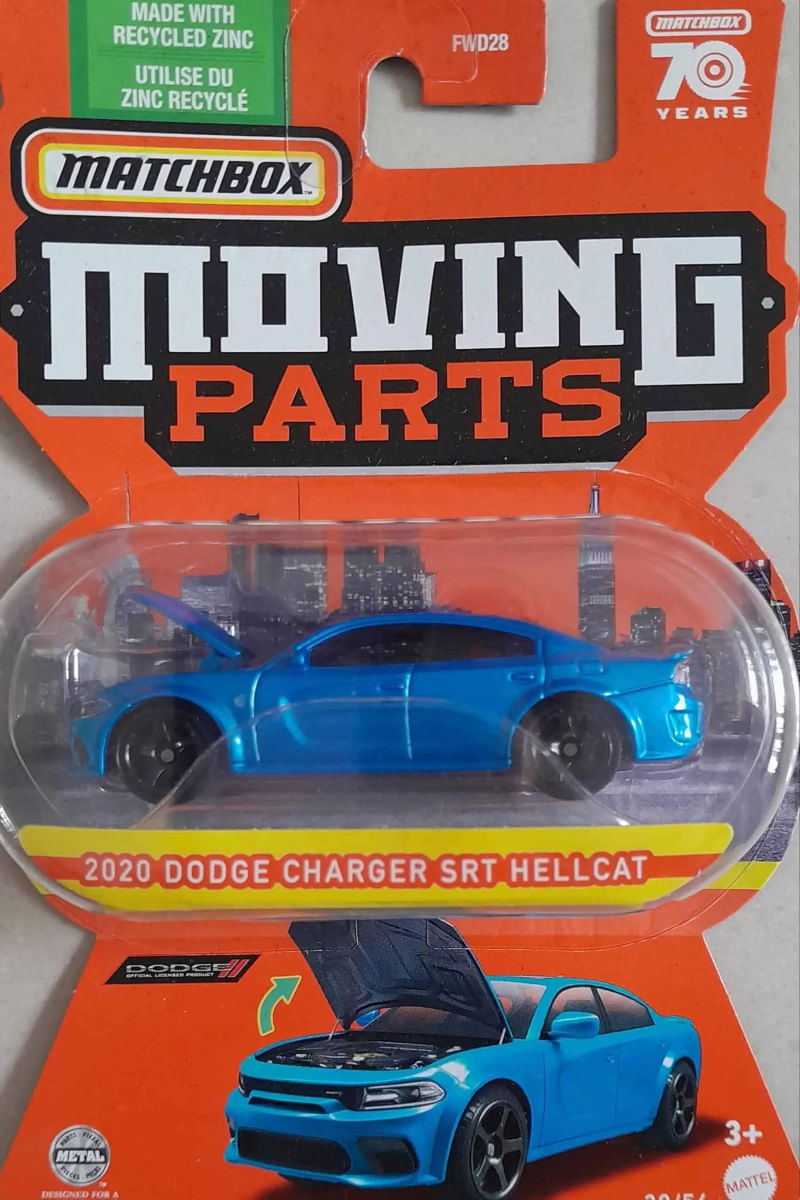 MADE WITH
RECYCLED ZINC
UTILISE DU
ZINC RECYCLÉ
FWD28
MATCHBOX
70
YEARS
MATCHBOX™
MOVING
PARTS
2020 DODGE CHARGER SRT HELLCAT
DODGE
OFFICIAL LICENSED PRODUCT
METAL
DESIGNED FOR A
3+
MATTEL